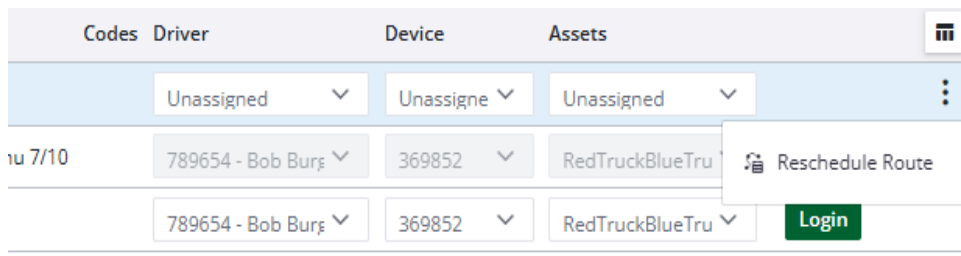 Codes Driver Device Assets
Unassigned Unassigne Unassigned
7/10 789654 - Bob Burg 369852 RedTruckBlueTru
Reschedule Route
789654 - Bob Burg 369852 RedTruckBlueTru Login